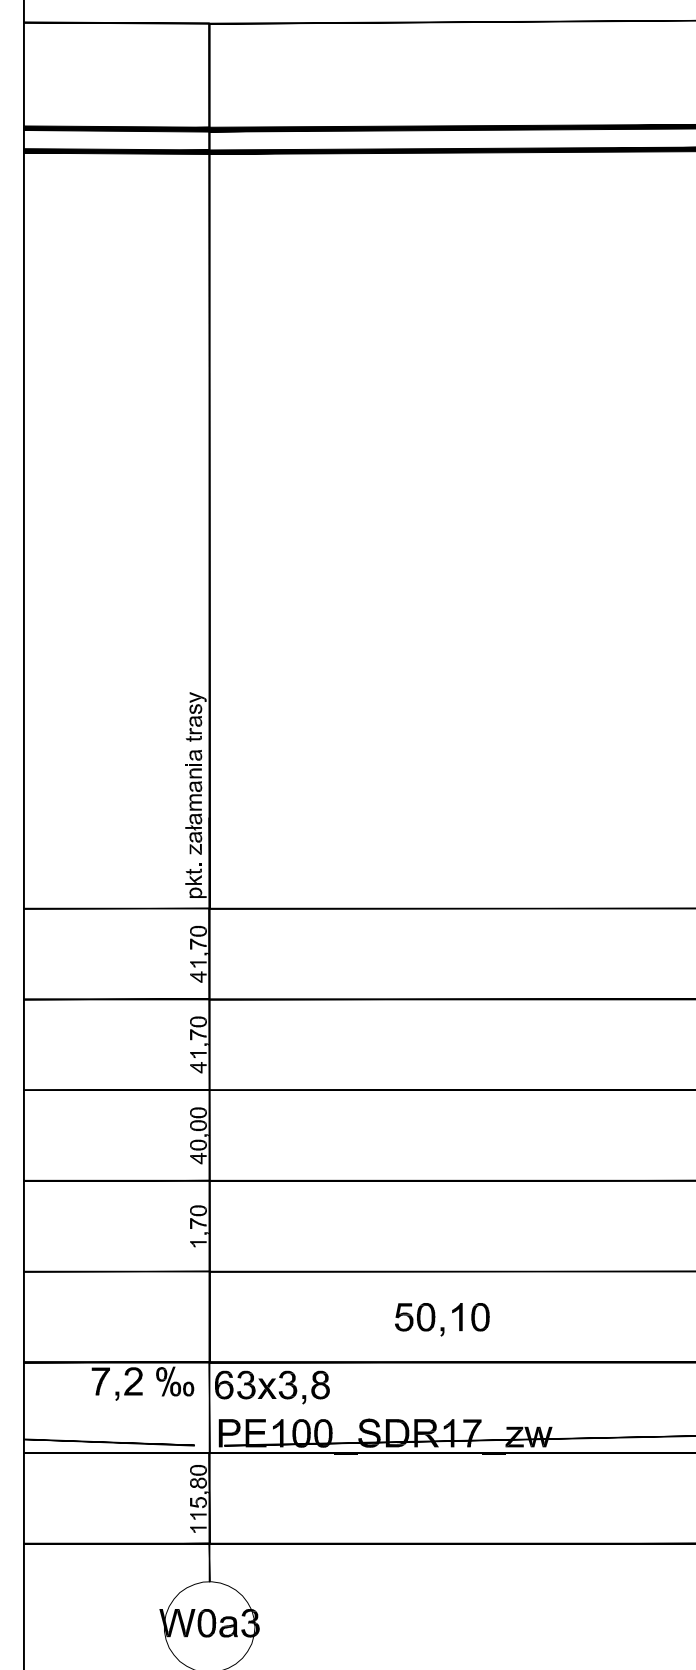 pkt. załamania trasy
41,70
41,70
40,00
1,70
50,10
7,2 ‰
63x3,8
PE100_SDR17_zw
115,80
W0a3